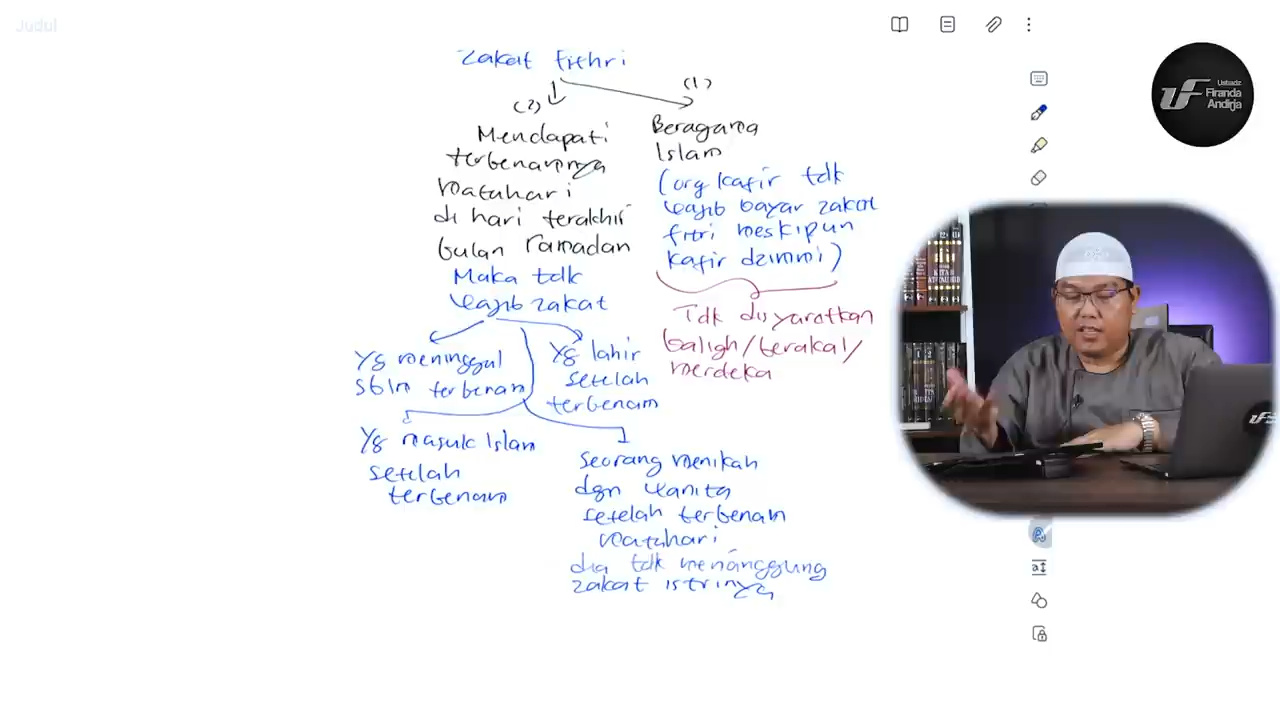 Judul
Zakat Fithri
(1)
Beragama
Islam
(org kafir tdk
wajib bayar zakat
fitri meskipun
kafir dzimmi)
Tdk disyaratkan
baligh/berakal/
merdeka
(2)
Mendapati
terbenamnya
matahari
di hari terakhir
bulan ramadan
Maka tdk
wajib zakat
Yg meninggal
sblm terbenam
Yg lahir
setelah
terbenam
Yg masuk Islam
setelah
terbenam
Seorang menikah
dgn wanita
setelah terbenam
matahari
dia tdk menanggung
zakat istrinya
UF
Ustadz
Firanda
Andirja